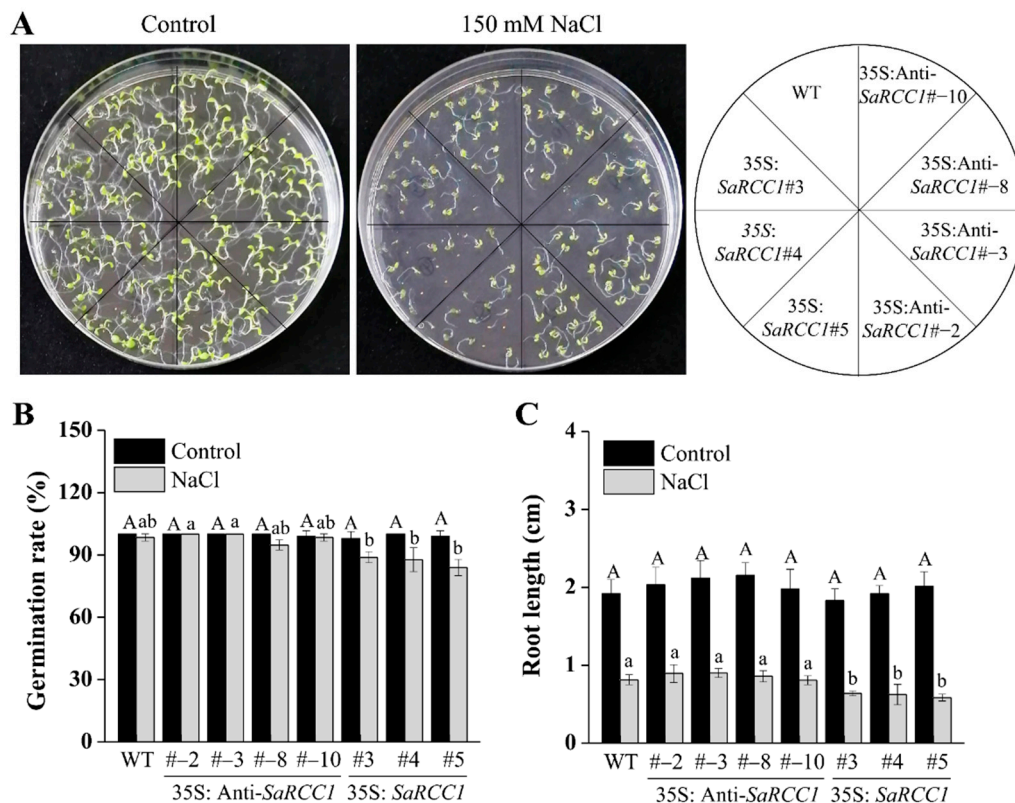 A
Control
150 mM NaCl
WT
35S:Anti-
SaRCC1#−10
35S:
SaRCC1#3
35S:Anti-
SaRCC1#−8
35S:
SaRCC1#4
35S:Anti-
SaRCC1#−3
35S:
SaRCC1#5
35S:Anti-
SaRCC1#−2
B
Germination rate (%)
150
120
90
60
30
0
Control
NaCl
A ab A a A a A ab A ab A b A b A b
WT #−2 #−3 #−8 #−10 #3 #4 #5
35S: Anti-SaRCC1 35S: SaRCC1
C
Root length (cm)
4
3
2
1
0
Control
NaCl
A a A a A a A a A a A b A b A b
WT #−2 #−3 #−8 #−10 #3 #4 #5
35S: Anti-SaRCC1 35S: SaRCC1